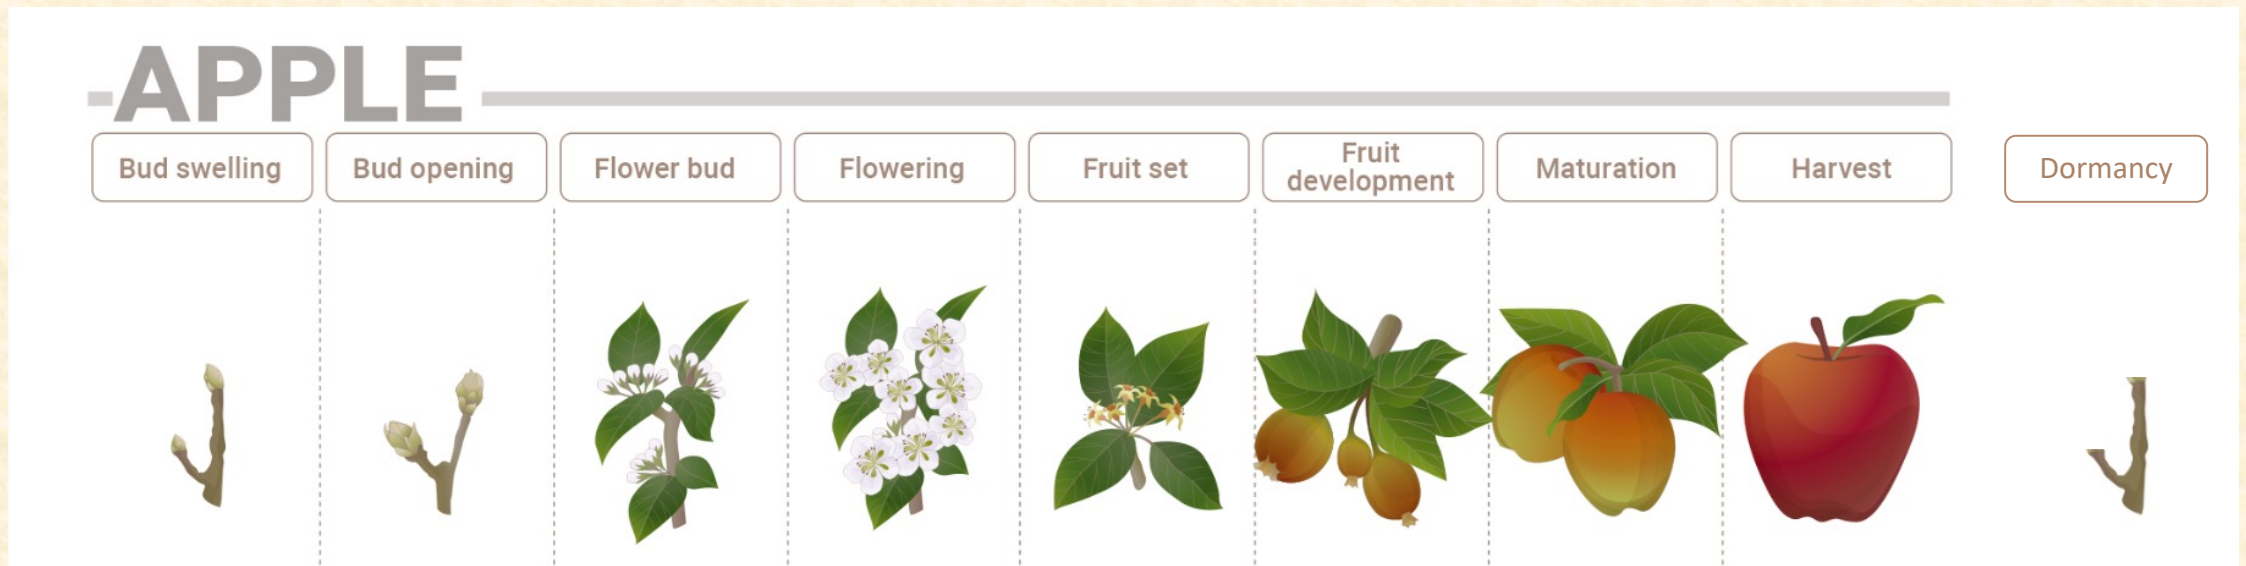 APPLE
Bud swelling
Bud opening
Flower bud
Flowering
Fruit set
Fruit
development
Maturation
Harvest
Dormancy